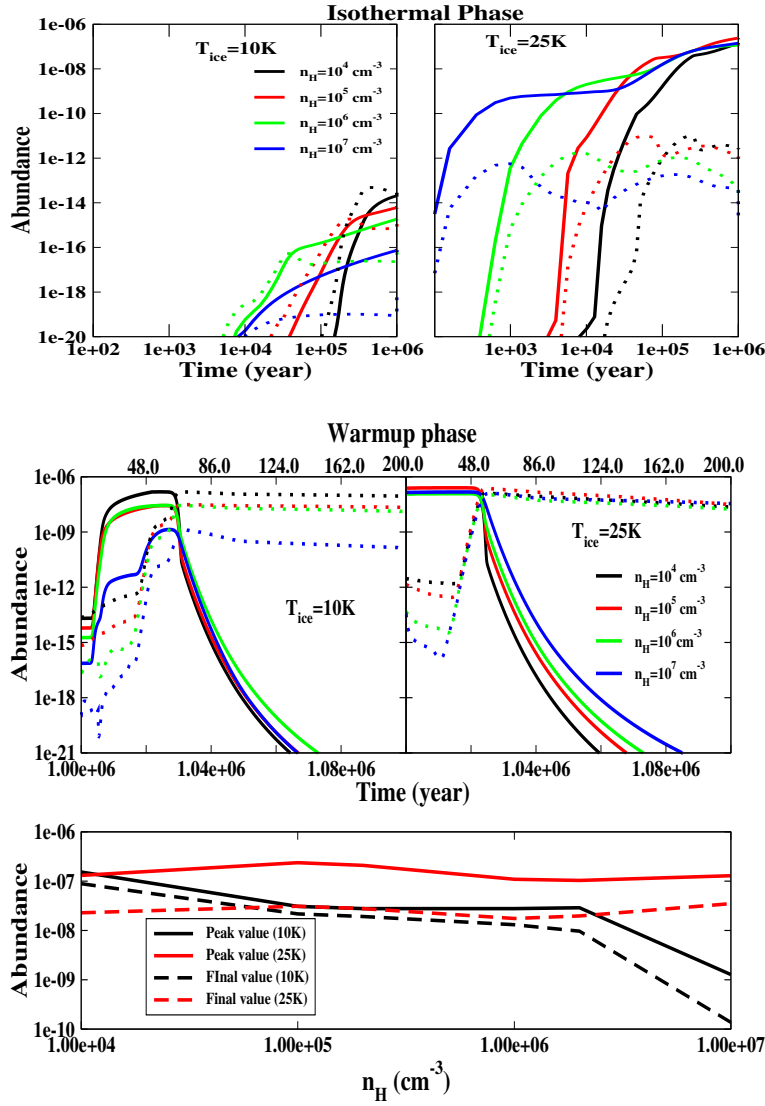 Isothermal Phase
1e-06
1e-08
1e-10
1e-12
1e-14
1e-16
1e-18
1e-20
Abundance
T_ice=10K
n_H=10^4 cm^-3
n_H=10^5 cm^-3
n_H=10^6 cm^-3
n_H=10^7 cm^-3
1e+02
1e+03
1e+04
1e+05
1e+06
Time (year)
T_ice=25K
1e+03
1e+04
1e+05
1e+06
Time (year)
Warmup phase
48.0
86.0
124.0
162.0
200.0
48.0
86.0
124.0
162.0
200.0
1e-06
1e-09
1e-12
1e-15
1e-18
1e-21
Abundance
T_ice=10K
T_ice=25K
n_H=10^4 cm^-3
n_H=10^5 cm^-3
n_H=10^6 cm^-3
n_H=10^7 cm^-3
1.00e+06
1.04e+06
1.08e+06
1.04e+06
1.08e+06
Time (year)
1e-06
1e-07
1e-08
1e-09
1e-10
Abundance
Peak value (10K)
Peak value (25K)
FInal value (10K)
Final value (25K)
1.00e+04
1.00e+05
1.00e+06
1.00e+07
n_H (cm^-3)